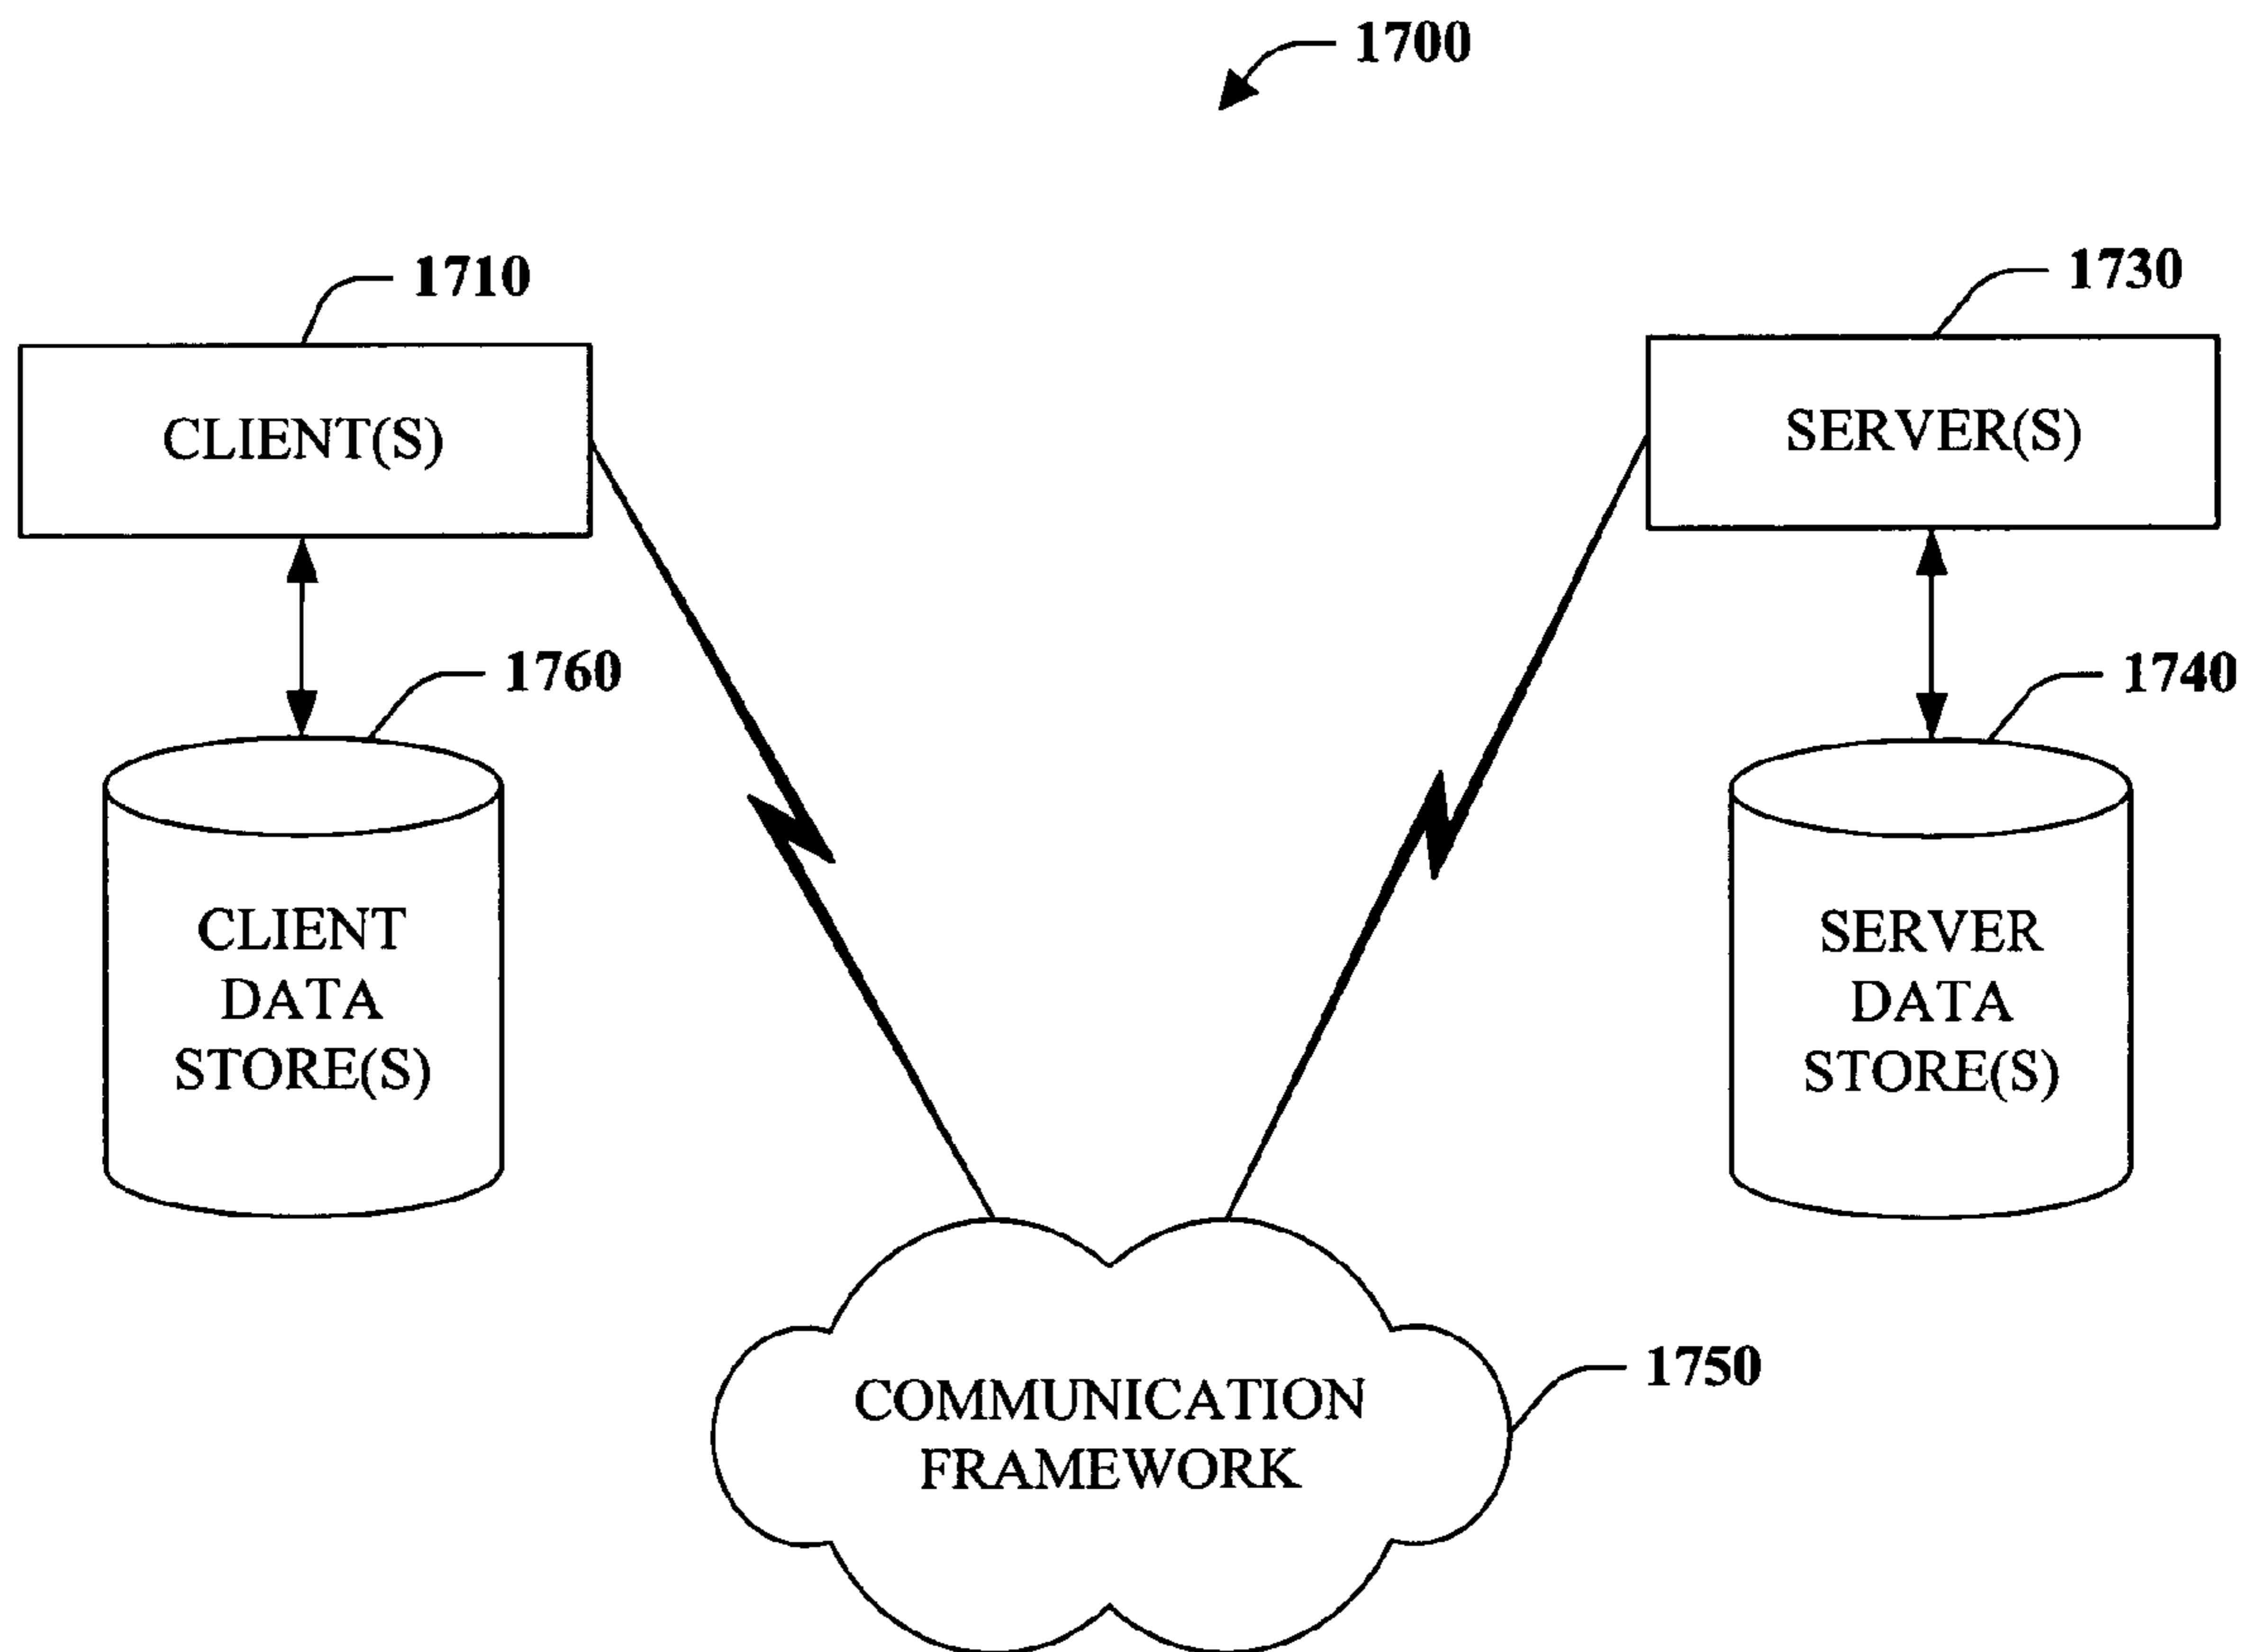 1700
1710
1730
CLIENT(S)
SERVER(S)
1760
1740
CLIENT
DATA
STORE(S)
SERVER
DATA
STORE(S)
1750
COMMUNICATION
FRAMEWORK